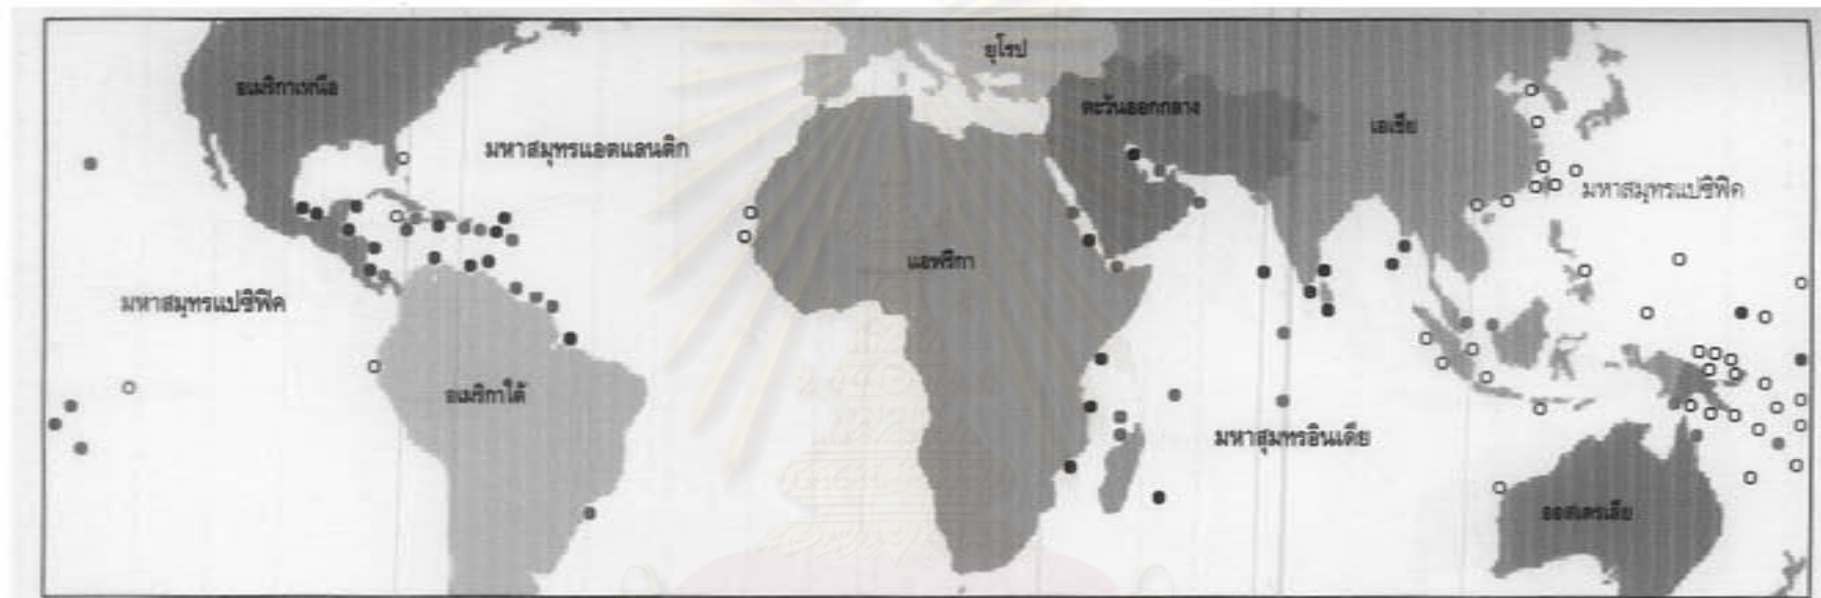 ยุโรป
อเมริกาเหนือ
ตะวันออกกลาง
เอเชีย
มหาสมุทรแอตแลนติก
มหาสมุทรแปซิฟิค
แอฟริกา
มหาสมุทรแปซิฟิค
อเมริกาใต้
มหาสุมทรอินเดีย
ออสเตรเลีย